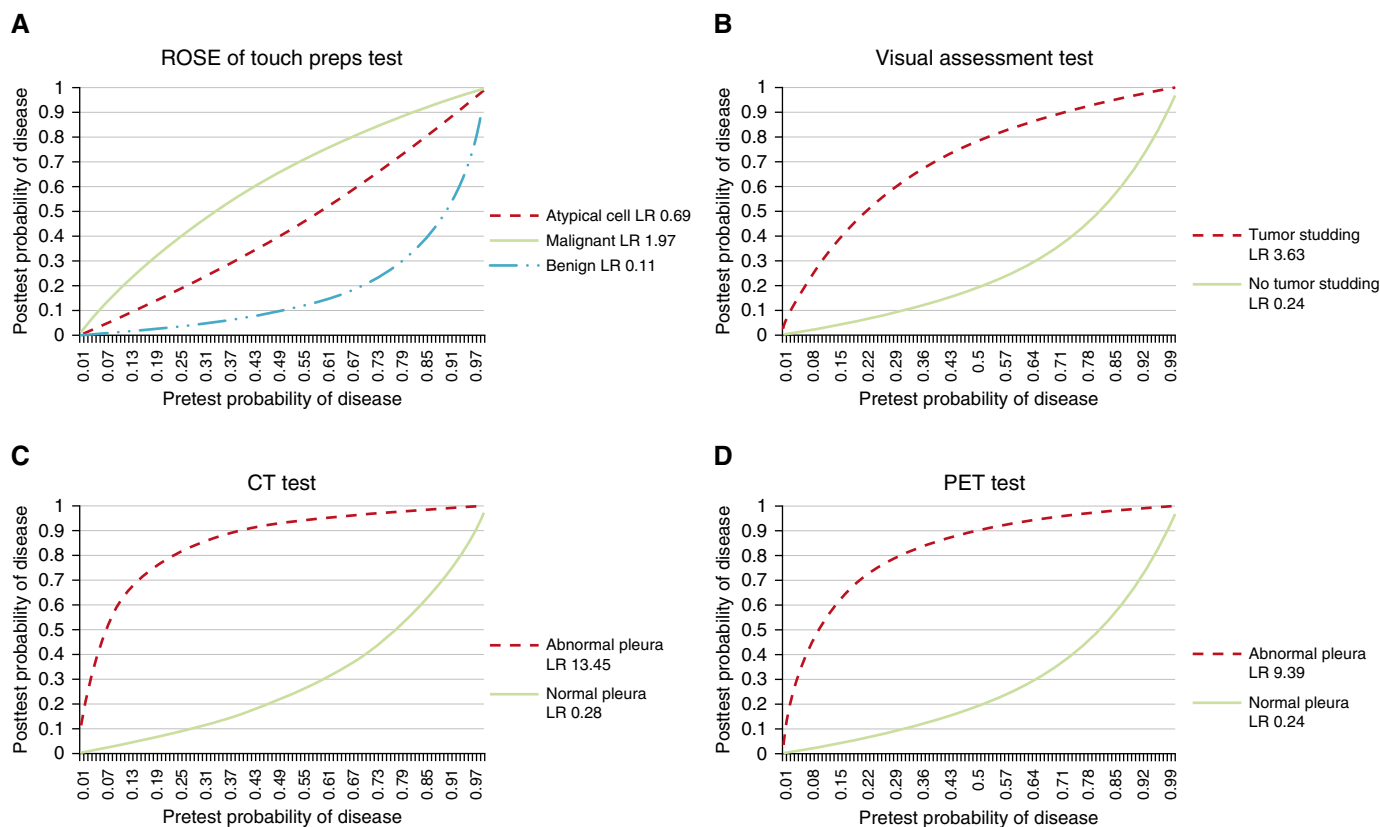 A
ROSE of touch preps test
Posttest probability of disease
1
0.9
0.8
0.7
0.6
0.5
0.4
0.3
0.2
0.1
0
0.01 0.07 0.13 0.19 0.25 0.31 0.37 0.43 0.49 0.55 0.61 0.67 0.73 0.79 0.85 0.91 0.97
Pretest probability of disease
Atypical cell LR 0.69
Malignant LR 1.97
Benign LR 0.11
B
Visual assessment test
Posttest probability of disease
1
0.9
0.8
0.7
0.6
0.5
0.4
0.3
0.2
0.1
0
0.01 0.08 0.15 0.22 0.29 0.36 0.43 0.5 0.57 0.64 0.71 0.78 0.85 0.92 0.99
Pretest probability of disease
Tumor studding
LR 3.63
No tumor studding
LR 0.24
C
CT test
Posttest probability of disease
1
0.9
0.8
0.7
0.6
0.5
0.4
0.3
0.2
0.1
0
0.01 0.07 0.13 0.19 0.25 0.31 0.37 0.43 0.49 0.55 0.61 0.67 0.73 0.79 0.85 0.91 0.97
Pretest probability of disease
Abnormal pleura
LR 13.45
Normal pleura
LR 0.28
D
PET test
Posttest probability of disease
1
0.9
0.8
0.7
0.6
0.5
0.4
0.3
0.2
0.1
0
0.01 0.08 0.15 0.22 0.29 0.36 0.43 0.5 0.57 0.64 0.71 0.78 0.85 0.92 0.99
Pretest probability of disease
Abnormal pleura
LR 9.39
Normal pleura
LR 0.24